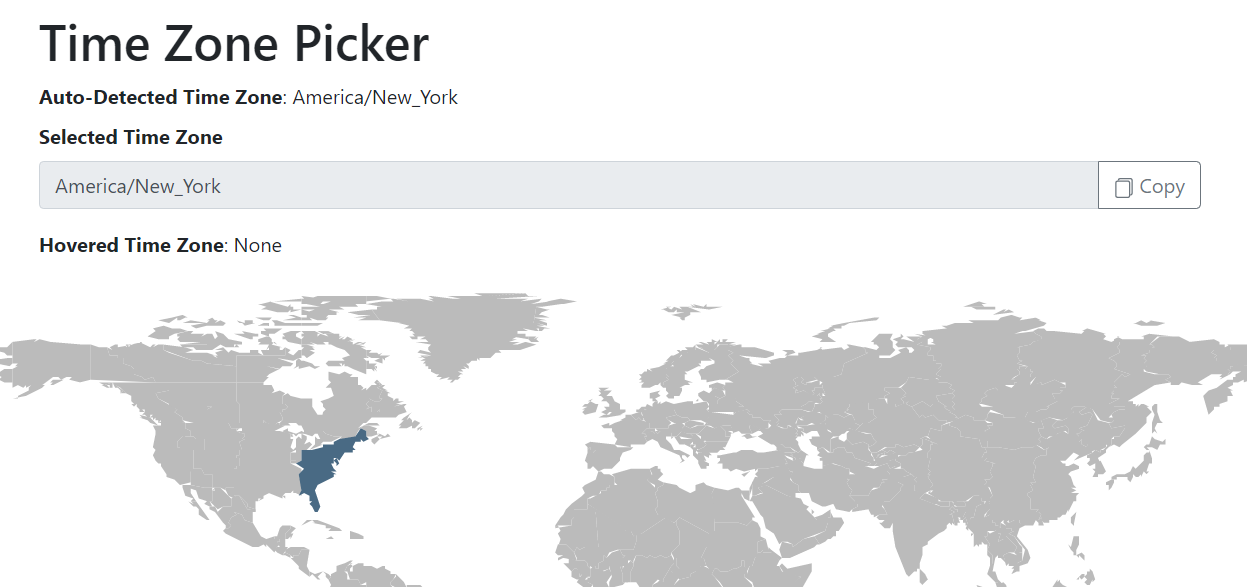 Time Zone Picker
Auto-Detected Time Zone: America/New_York
Selected Time Zone
America/New_York Copy
Hovered Time Zone: None